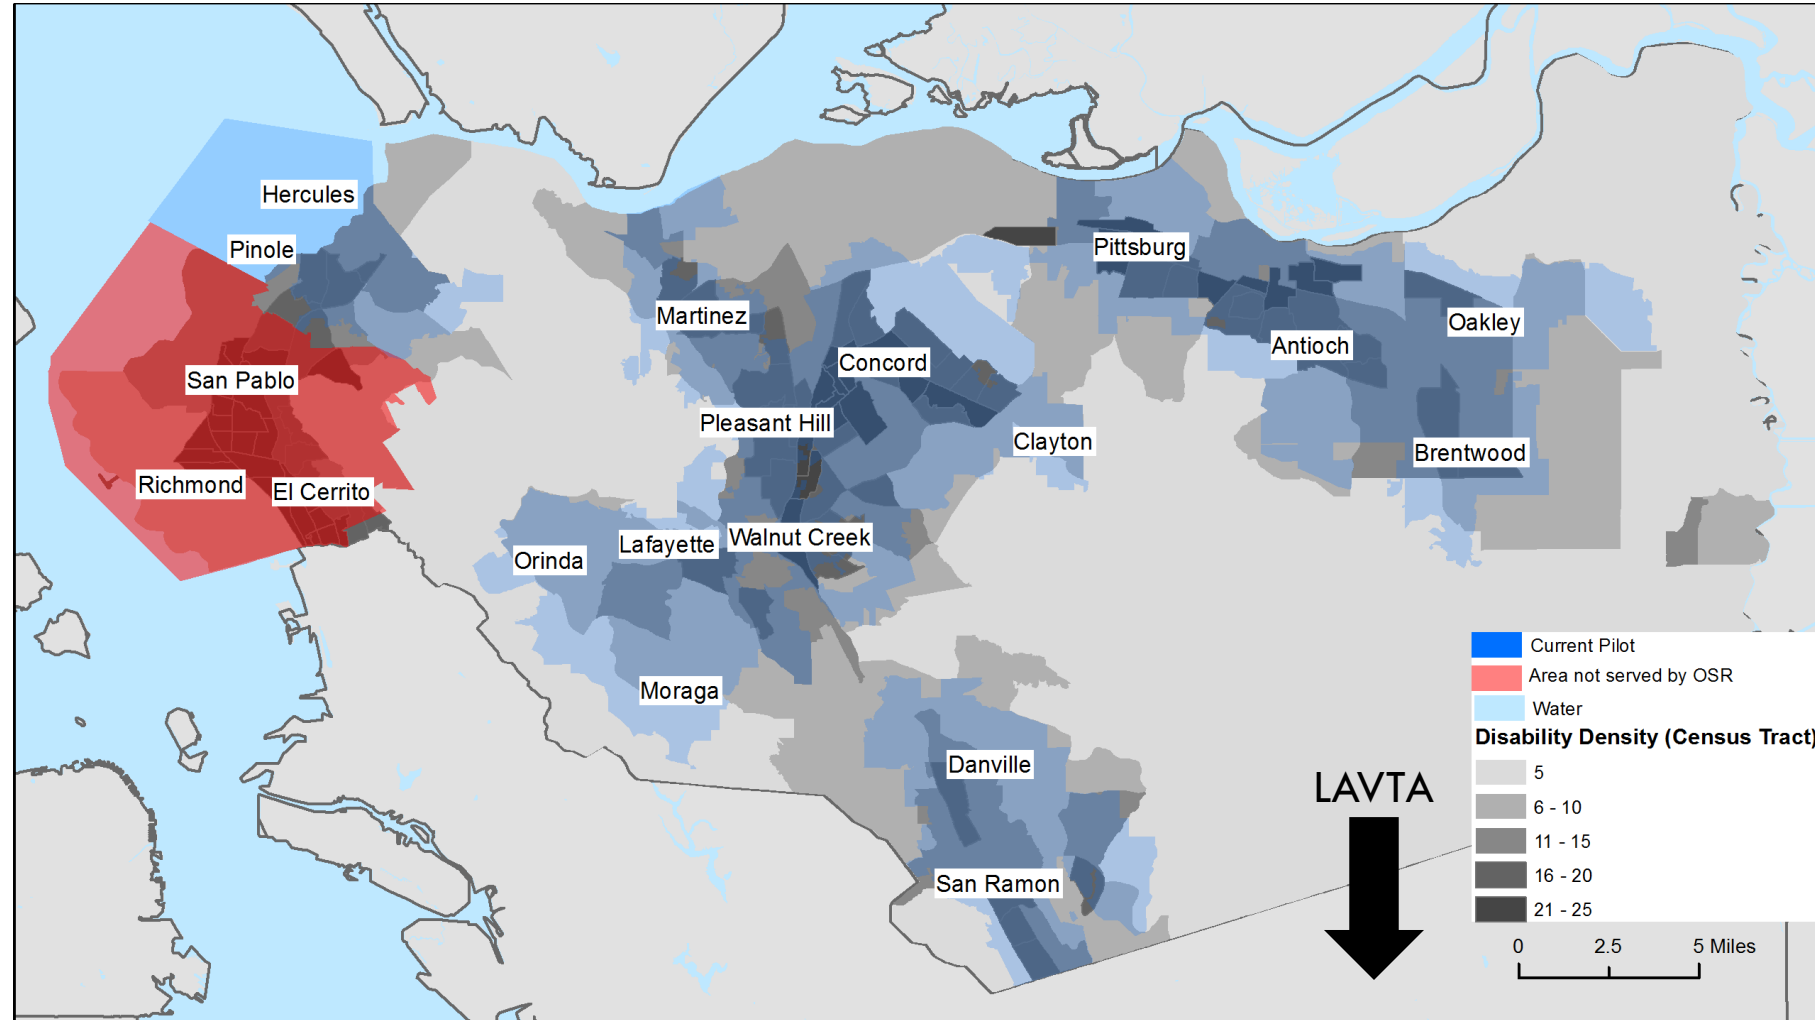 Hercules
Pinole
Pittsburg
Martinez
Oakley
Antioch
Concord
San Pablo
Pleasant Hill
Clayton
Brentwood
Richmond
El Cerrito
Walnut Creek
Lafayette
Orinda
Moraga
Danville
San Ramon
LAVTA
Current Pilot
Area not served by OSR
Water
Disability Density (Census Tract)
5
6 - 10
11 - 15
16 - 20
21 - 25
0 2.5 5 Miles